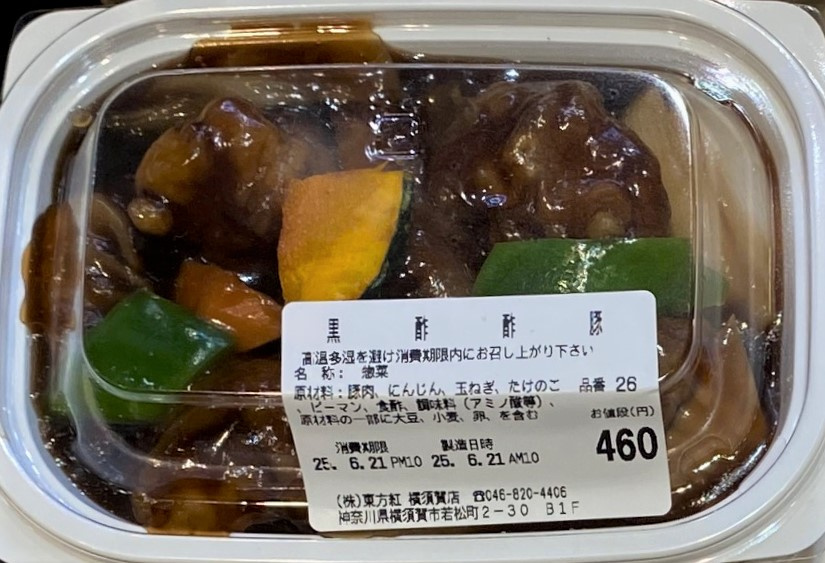 黒酢酢豚
高温多湿を避け消費期限内にお召し上がり下さい
名 称： 惣菜
原材料：豚肉、にんじん、玉ねぎ、たけのこ 品番 26
、ピーマン、食酢、調味料（アミノ酸等）、
原材料の一部に大豆、小麦、卵、を含む
お値段(円)
460
消費期限 製造日時
25. 6.21 PM10 25. 6.21 AM10
(株)東方紅 横須賀店 ☎046-820-4406
神奈川県横須賀市若松町2－30 B1F